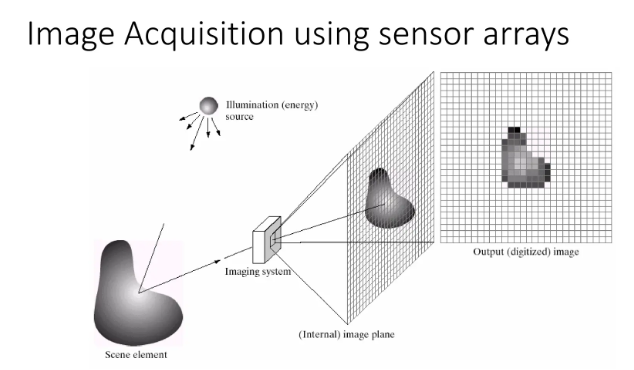 Image Acquisition using sensor arrays
Illumination (energy)
source
Output (digitized) image
Imaging system
(Internal) image plane
Scene element